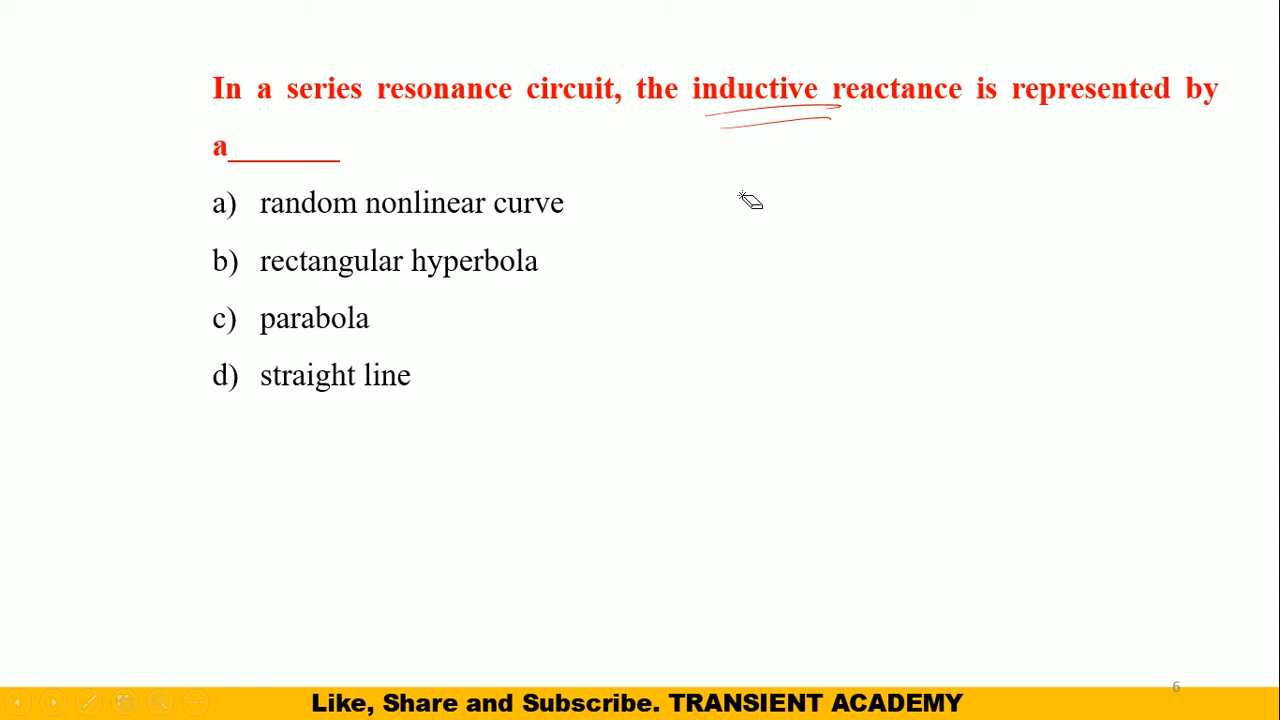 In a series resonance circuit, the inductive reactance is represented by
a_______
a) random nonlinear curve
b) rectangular hyperbola
c) parabola
d) straight line
6
Like, Share and Subscribe. TRANSIENT ACADEMY